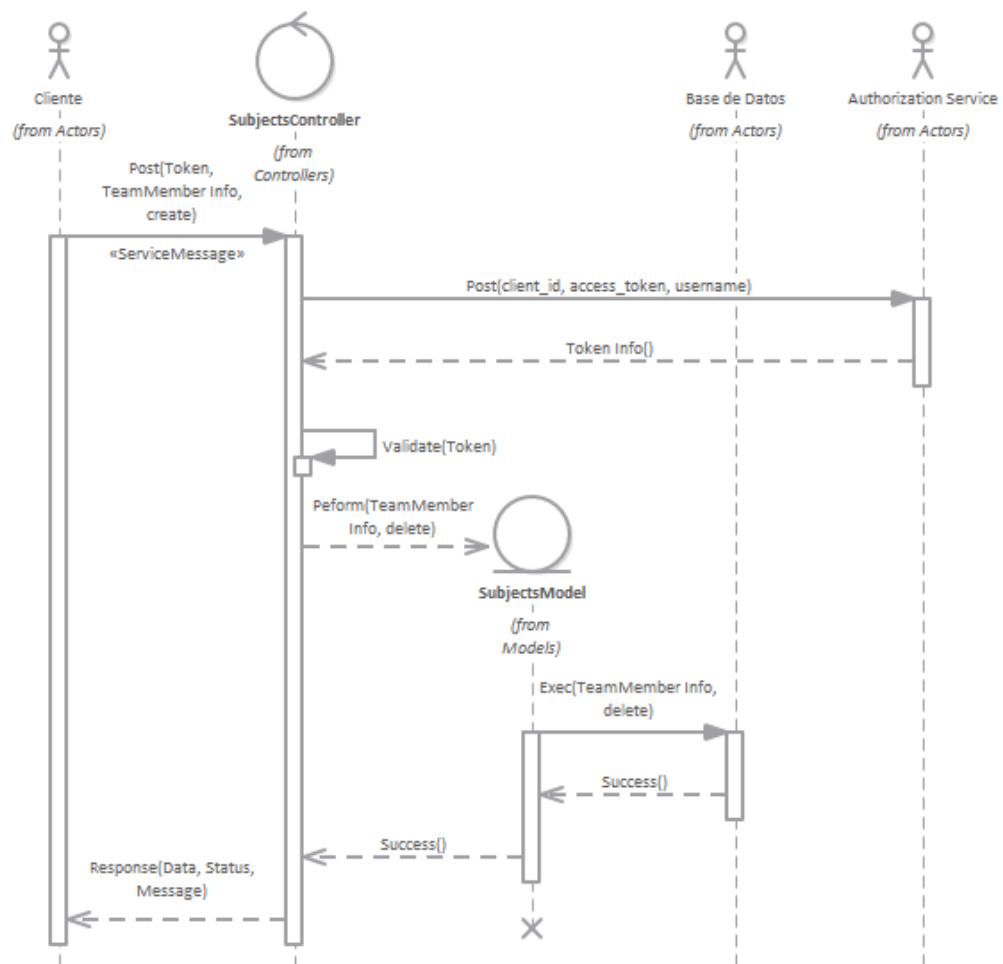 Cliente
(from Actors)
SubjectsController
(from
Controllers)
Base de Datos
(from Actors)
Authorization Service
(from Actors)
Post(Token,
TeamMember Info,
create)
«ServiceMessage»
Post(client_id, access_token, username)
Token Info()
Validate(Token)
Peform(TeamMember
Info, delete)
SubjectsModel
(from
Models)
Exec(TeamMember Info,
delete)
Success()
Success()
Response(Data, Status,
Message)